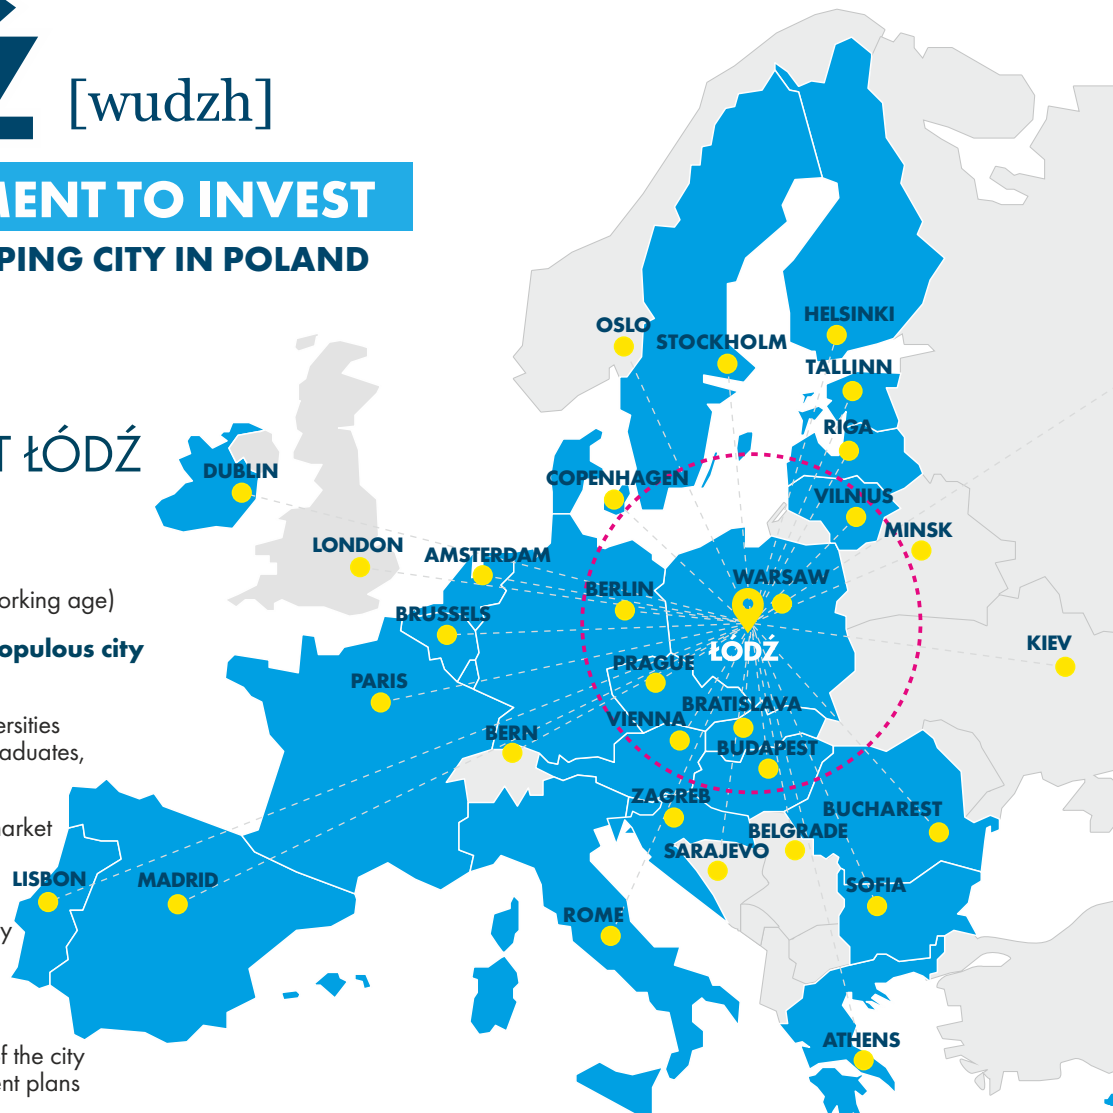 Ź [wudzh]
MENT TO INVEST
PING CITY IN POLAND
T ŁÓDŹ
orking age)
opulous city
ersities
aduates,
arket
y
f the city
ent plans
OSLO
STOCKHOLM
HELSINKI
TALLINN
RIGA
DUBLIN
COPENHAGEN
VILNIUS
MINSK
LONDON
AMSTERDAM
WARSAW
BERLIN
BRUSSELS
ŁÓDŹ
KIEV
PRAGUE
PARIS
BRATISLAVA
VIENNA
BERN
BUDAPEST
ZAGREB
BUCHAREST
BELGRADE
SARAJEVO
LISBON
MADRID
SOFIA
ROME
ATHENS